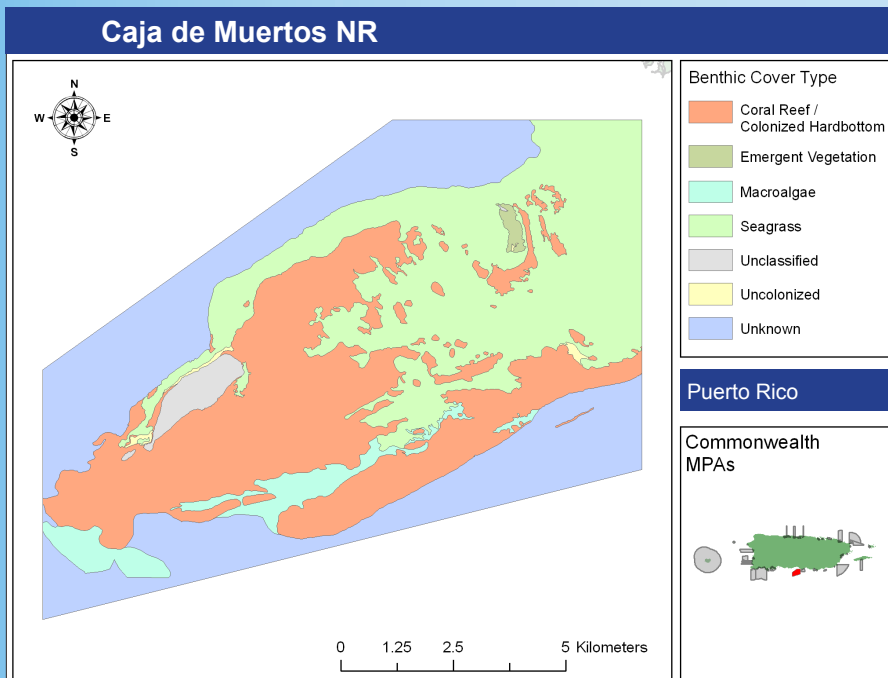 Caja de Muertos NR
N
W E
S
Benthic Cover Type
Coral Reef /
Colonized Hardbottom
Emergent Vegetation
Macroalgae
Seagrass
Unclassified
Uncolonized
Unknown
Puerto Rico
Commonwealth
MPAs
0 1.25 2.5 5 Kilometers